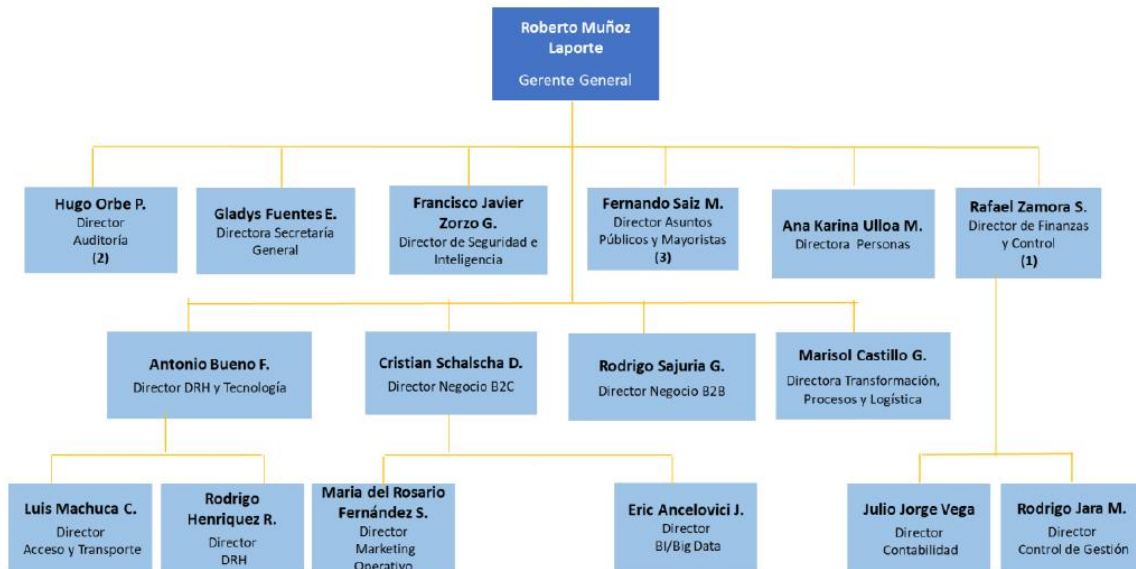 Roberto Muñoz
Laporte
Gerente General
Hugo Orbe P.
Director
Auditoría
(2)
Gladys Fuentes E.
Directora Secretaría
General
Francisco Javier
Zorzo G.
Director de Seguridad e
Inteligencia
Fernando Saiz M.
Director Asuntos
Públicos y Mayoristas
(3)
Ana Karina Ulloa M.
Directora Personas
Rafael Zamora S.
Director de Finanzas
y Control
(1)
Antonio Bueno F.
Director DRH y Tecnología
Cristian Schalscha D.
Director Negocio B2C
Rodrigo Sajuria G.
Director Negocio B2B
Marisol Castillo G.
Directora Transformación,
Procesos y Logística
Luis Machuca C.
Director
Acceso y Transporte
Rodrigo
Henriquez R.
Director
DRH
Maria del Rosario
Fernández S.
Director
Marketing
Operativo
Eric Ancelovici J.
Director
BI/Big Data
Julio Jorge Vega
Director
Contabilidad
Rodrigo Jara M.
Director
Control de Gestión